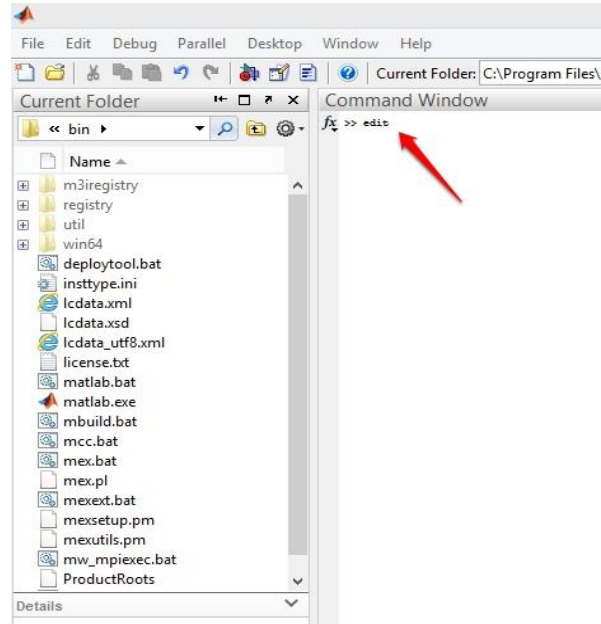 File Edit Debug Parallel Desktop Window Help
Current Folder: C:\Program Files\
Current Folder
Command Window
« bin
fx >> edit
Name
m3iregistry
registry
util
win64
deploytool.bat
insttype.ini
lcdata.xml
lcdata.xsd
lcdata_utf8.xml
license.txt
matlab.bat
matlab.exe
mbuild.bat
mcc.bat
mex.bat
mex.pl
mexext.bat
mexsetup.pm
mexutils.pm
mw_mpiexec.bat
ProductRoots
Details